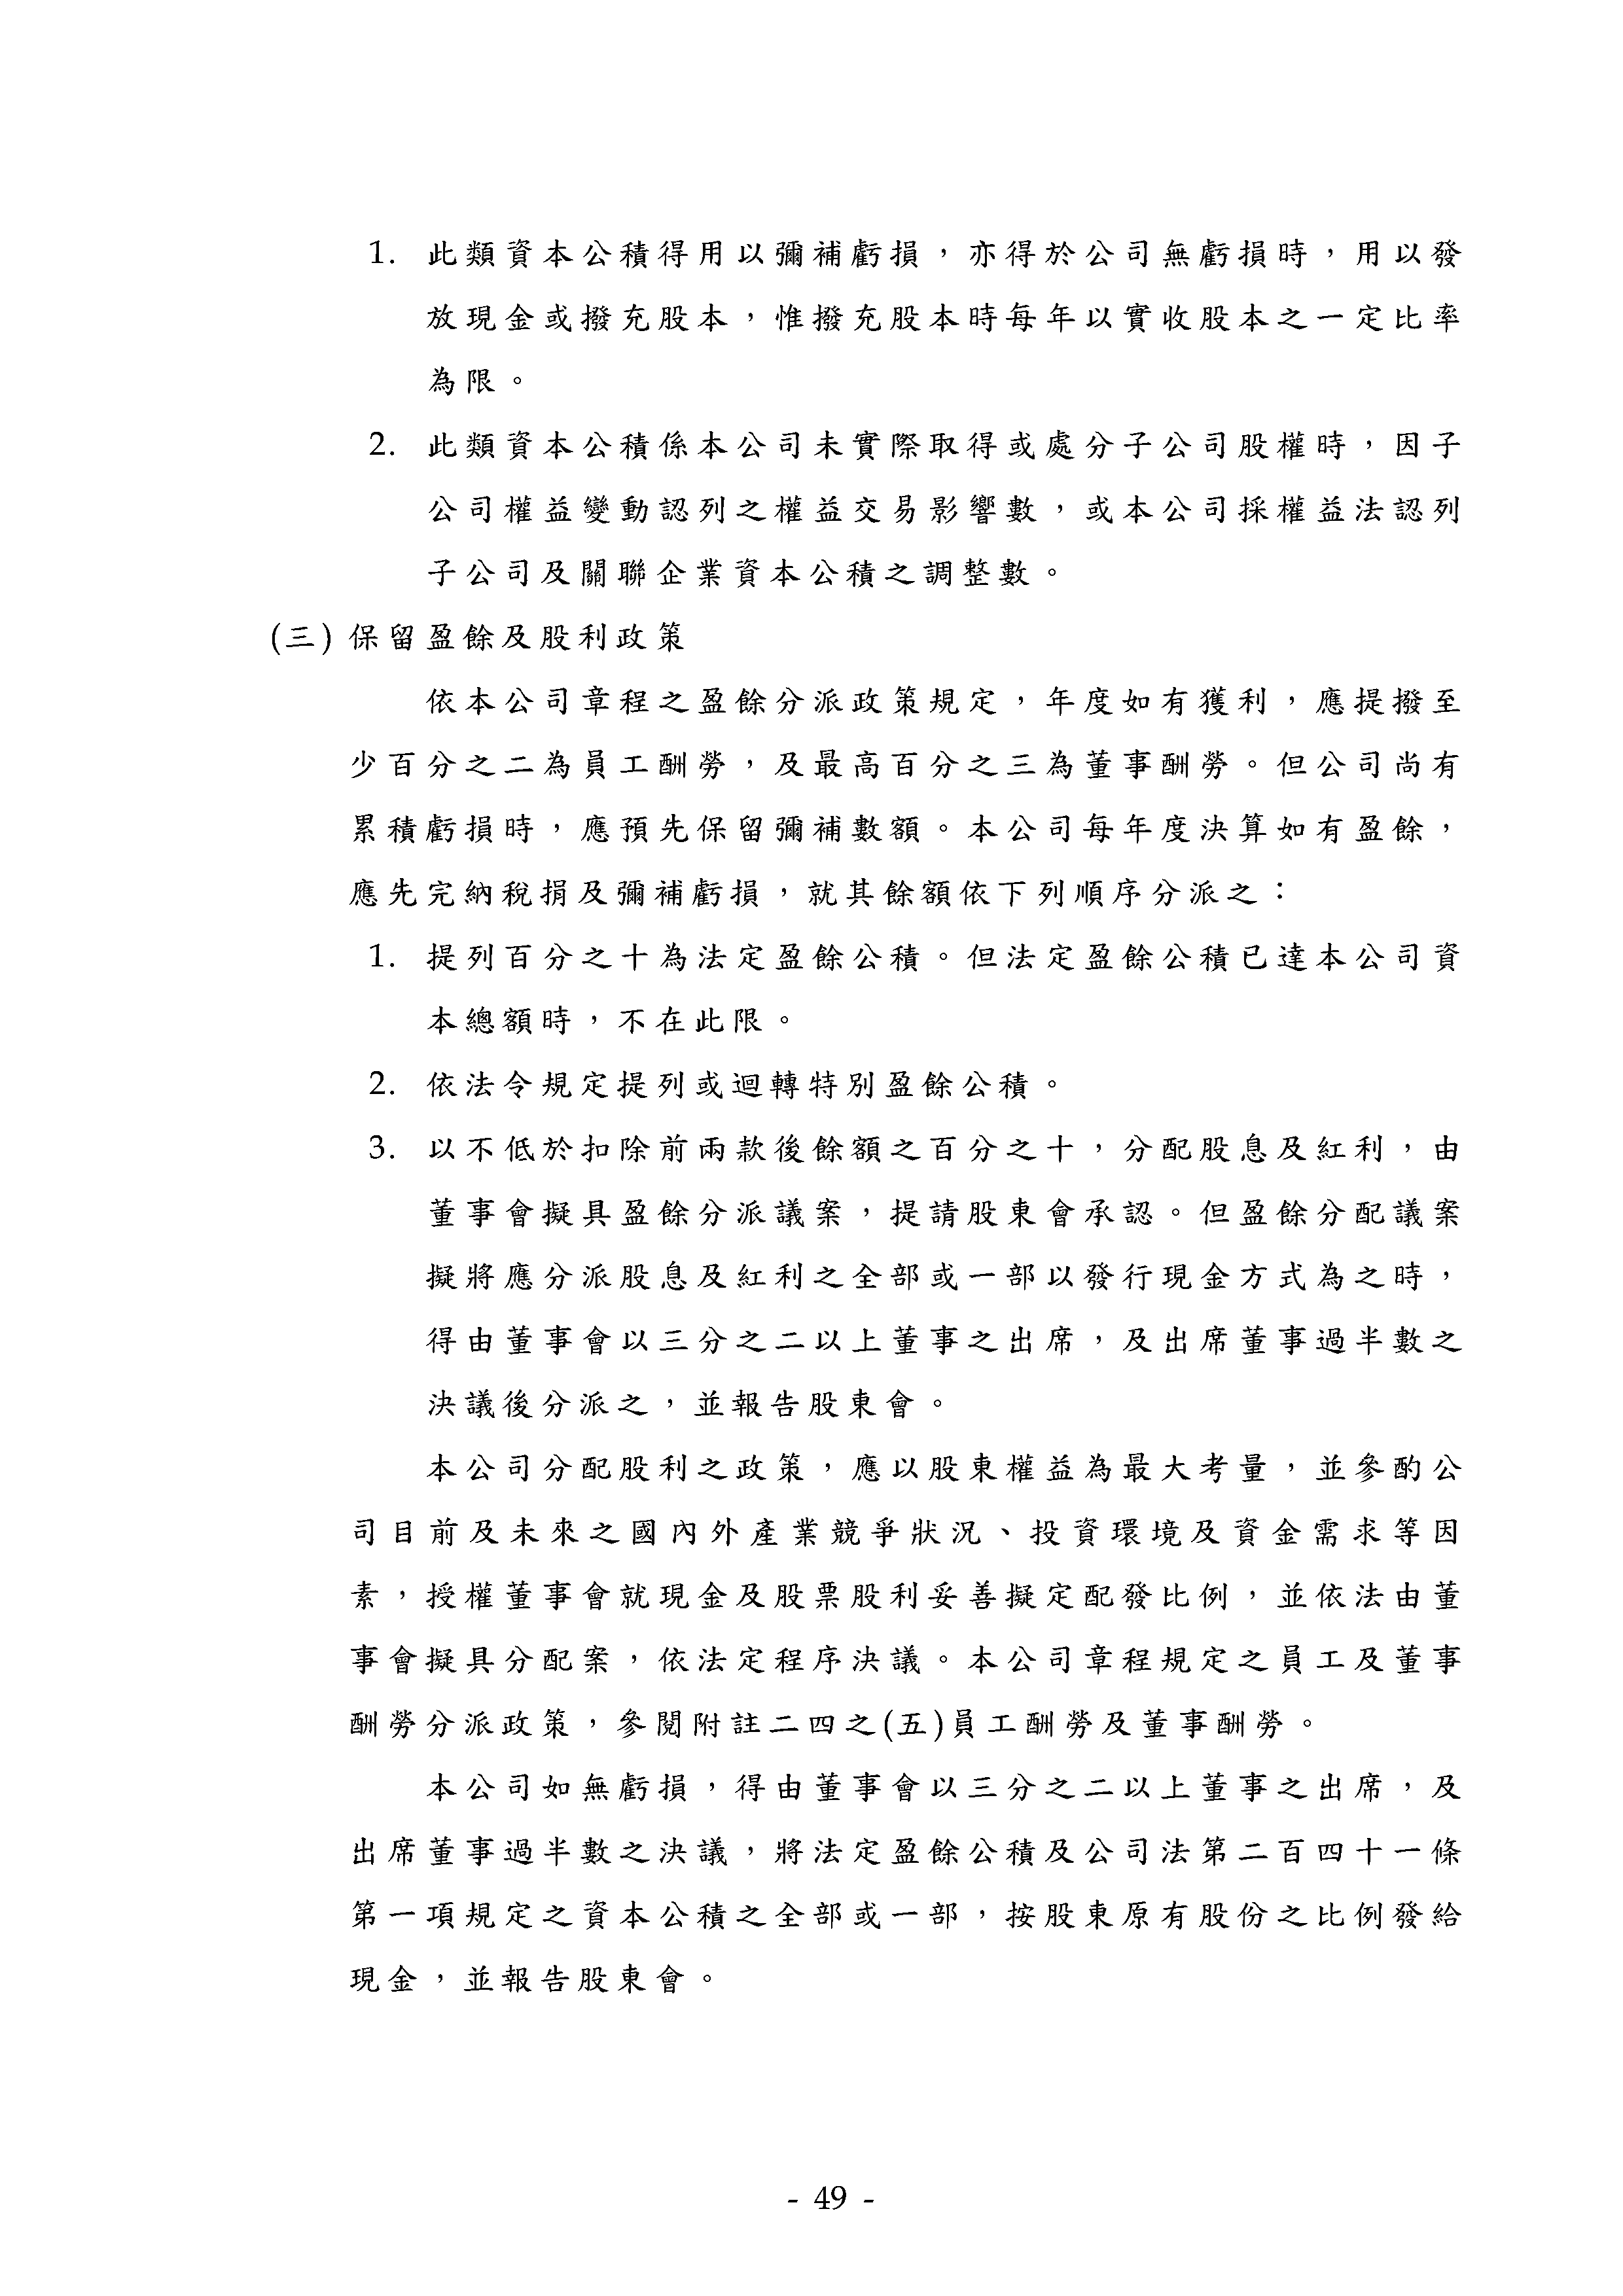 1. 此類資本公積得用以彌補虧損，亦得於公司無虧損時，用以發
放現金或撥充股本，惟撥充股本時每年以實收股本之一定比率
為限。
2. 此類資本公積係本公司未實際取得或處分子公司股權時，因子
公司權益變動認列之權益交易影響數，或本公司採權益法認列
子公司及關聯企業資本公積之調整數。
(三) 保留盈餘及股利政策
依本公司章程之盈餘分派政策規定，年度如有獲利，應提撥至
少百分之二為員工酬勞，及最高百分之三為董事酬勞。但公司尚有
累積虧損時，應預先保留彌補數額。本公司每年度決算如有盈餘，
應先完納稅捐及彌補虧損，就其餘額依下列順序分派之：
1. 提列百分之十為法定盈餘公積。但法定盈餘公積已達本公司資
本總額時，不在此限。
2. 依法令規定提列或迴轉特別盈餘公積。
3. 以不低於扣除前兩款後餘額之百分之十，分配股息及紅利，由
董事會擬具盈餘分派議案，提請股東會承認。但盈餘分配議案
擬將應分派股息及紅利之全部或一部以發行現金方式為之時，
得由董事會以三分之二以上董事之出席，及出席董事過半數之
決議後分派之，並報告股東會。
本公司分配股利之政策，應以股東權益為最大考量，並參酌公
司目前及未來之國內外產業競爭狀況、投資環境及資金需求等因
素，授權董事會就現金及股票股利妥善擬定配發比例，並依法由董
事會擬具分配案，依法定程序決議。本公司章程規定之員工及董事
酬勞分派政策，參閱附註二四之(五)員工酬勞及董事酬勞。
本公司如無虧損，得由董事會以三分之二以上董事之出席，及
出席董事過半數之決議，將法定盈餘公積及公司法第二百四十一條
第一項規定之資本公積之全部或一部，按股東原有股份之比例發給
現金，並報告股東會。
- 49 -